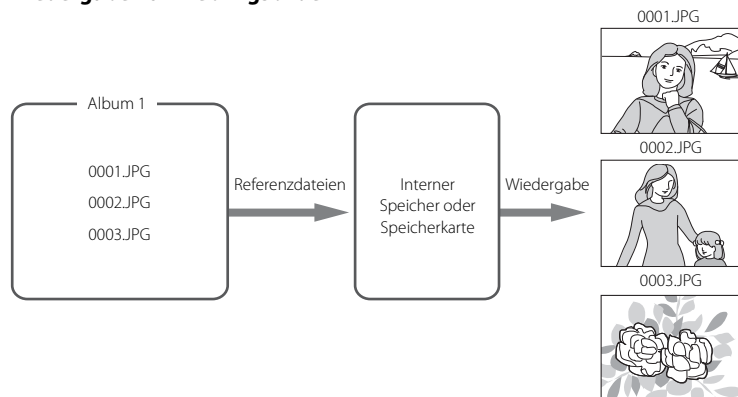 Album 1
0001.JPG
0002.JPG
0003.JPG
Referenzdateien
Interner
Speicher oder
Speicherkarte
Wiedergabe
0001.JPG
0002.JPG
0003.JPG